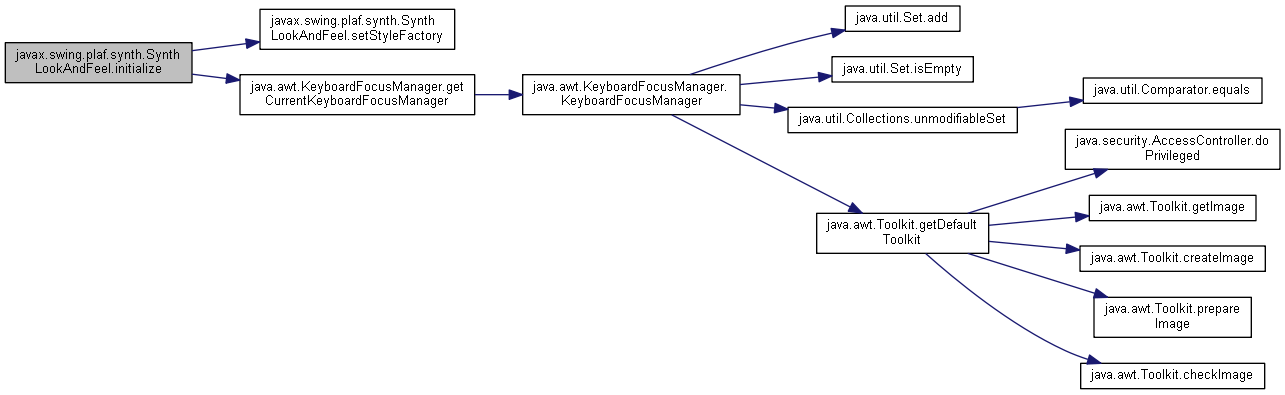 javax.swing.plaf.synth.Synth
LookAndFeel.initialize
javax.swing.plaf.synth.Synth
LookAndFeel.setStyleFactory
java.awt.KeyboardFocusManager.get
CurrentKeyboardFocusManager
java.awt.KeyboardFocusManager.
KeyboardFocusManager
java.util.Set.add
java.util.Set.isEmpty
java.util.Collections.unmodifiableSet
java.util.Comparator.equals
java.awt.Toolkit.getDefault
Toolkit
java.security.AccessController.do
Privileged
java.awt.Toolkit.getImage
java.awt.Toolkit.createImage
java.awt.Toolkit.prepare
Image
java.awt.Toolkit.checkImage